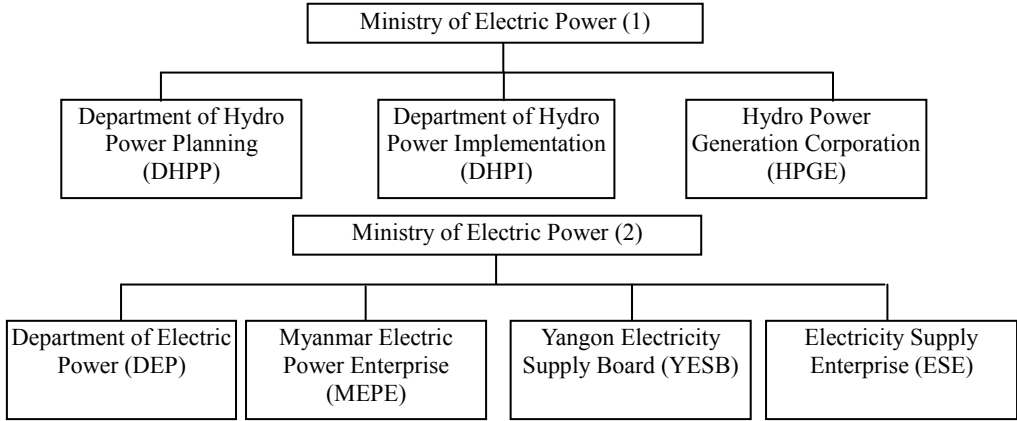 Ministry of Electric Power (1)
Department of Hydro
Power Planning
(DHPP)
Department of Hydro
Power Implementation
(DHPI)
Hydro Power
Generation Corporation
(HPGE)
Ministry of Electric Power (2)
Department of Electric
Power (DEP)
Myanmar Electric
Power Enterprise
(MEPE)
Yangon Electricity
Supply Board (YESB)
Electricity Supply
Enterprise (ESE)